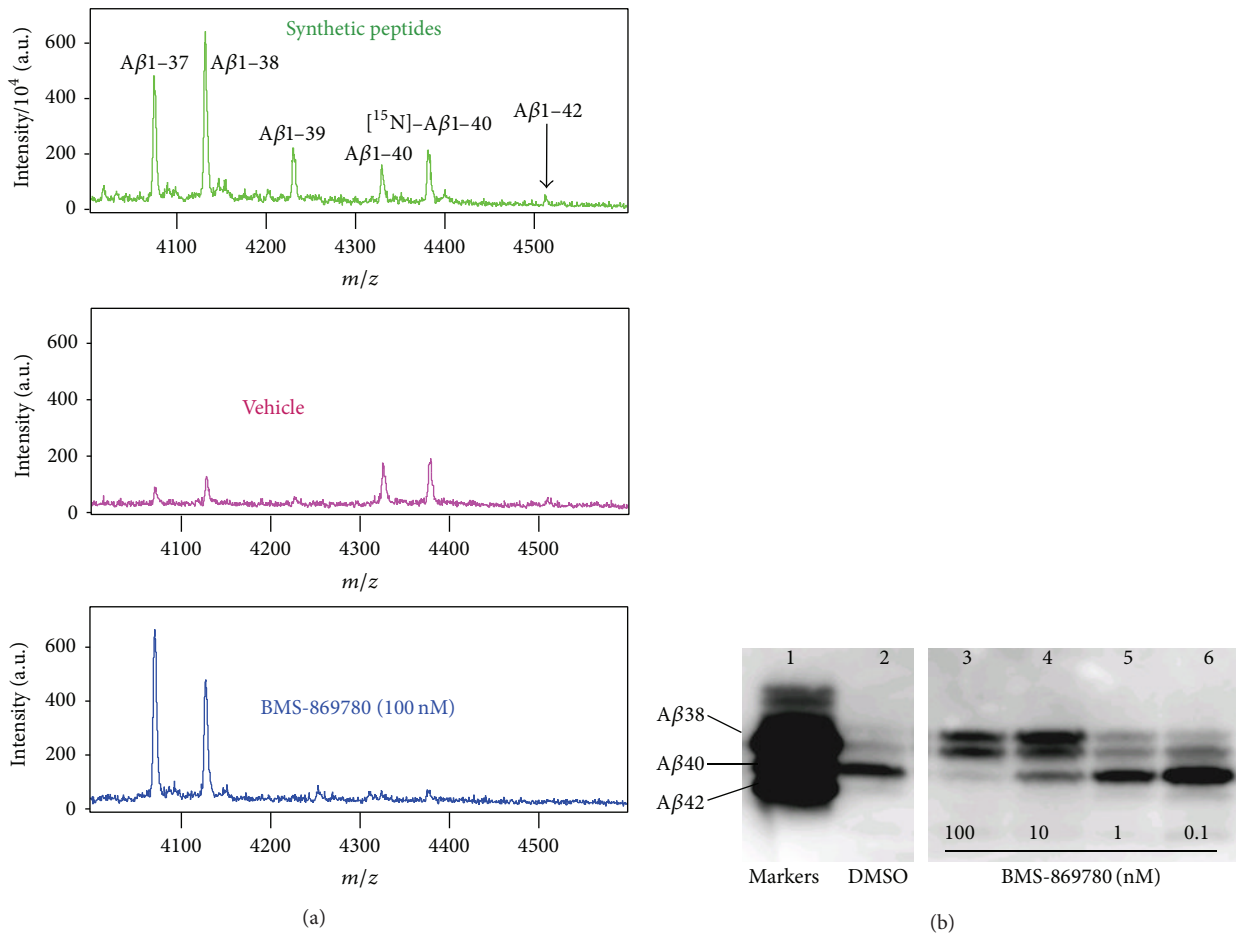 Synthetic peptides
Aβ1–37
Aβ1–38
Aβ1–39
Aβ1–40
[¹⁵N]–Aβ1–40
Aβ1–42
Intensity/10⁴ (a.u.)
600
400
200
0
4100 4200 4300 4400 4500
m/z
Vehicle
Intensity (a.u.)
600
400
200
0
4100 4200 4300 4400 4500
m/z
BMS-869780 (100 nM)
Intensity (a.u.)
600
400
200
0
4100 4200 4300 4400 4500
m/z
(a)
1 2 3 4 5 6
Aβ38
Aβ40
Aβ42
100 10 1 0.1
Markers DMSO BMS-869780 (nM)
(b)